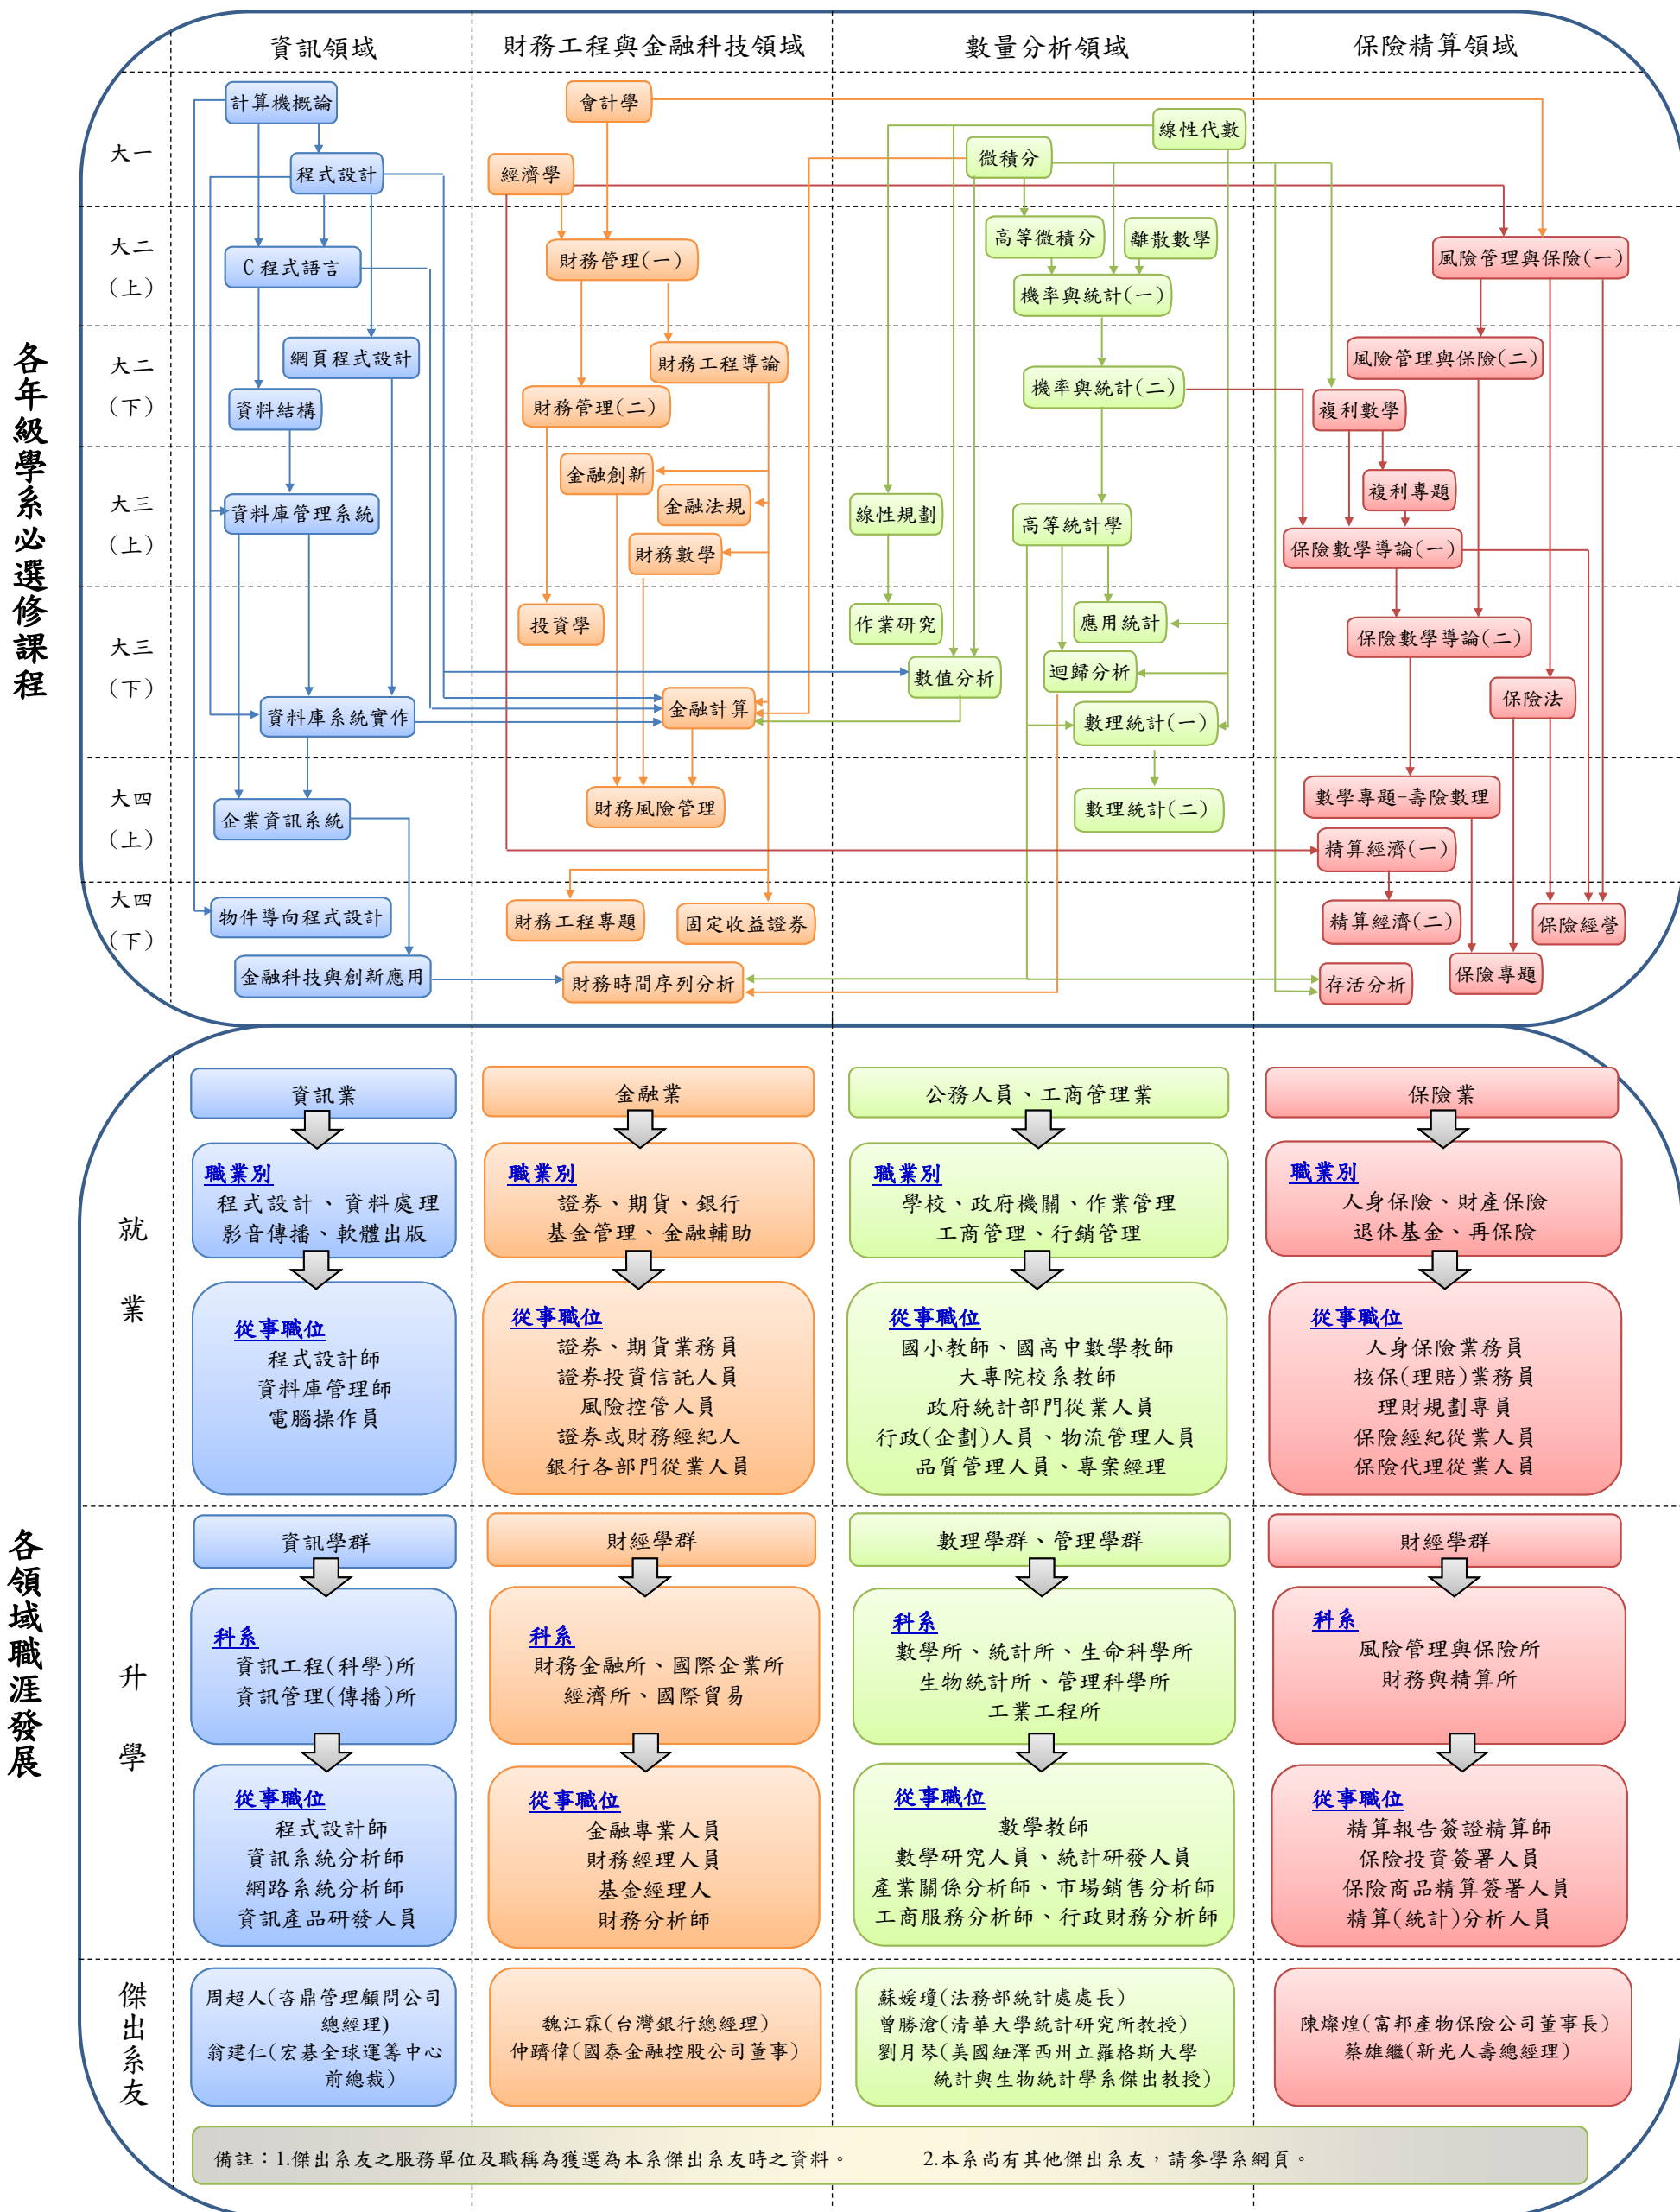 各年級學系必選修課程
資訊領域
財務工程與金融科技領域
數量分析領域
保險精算領域
大一
計算機概論
會計學
線性代數
微積分
程式設計
經濟學
大二
(上)
高等微積分
離散數學
C程式語言
財務管理(一)
風險管理與保險(一)
機率與統計(一)
大二
(下)
網頁程式設計
財務工程導論
風險管理與保險(二)
機率與統計(二)
資料結構
財務管理(二)
複利數學
大三
(上)
金融創新
複利專題
金融法規
資料庫管理系統
線性規劃
高等統計學
財務數學
保險數學導論(一)
大三
(下)
投資學
作業研究
應用統計
保險數學導論(二)
數值分析
迴歸分析
保險法
資料庫系統實作
金融計算
數理統計(一)
大四
(上)
財務風險管理
數理統計(二)
數學專題-壽險數理
企業資訊系統
精算經濟(一)
大四
(下)
物件導向程式設計
財務工程專題
固定收益證券
精算經濟(二)
保險經營
金融科技與創新應用
財務時間序列分析
存活分析
保險專題
各領域職涯發展
就業
資訊業
職業別
程式設計、資料處理
影音傳播、軟體出版
從事職位
程式設計師
資料庫管理師
電腦操作員
金融業
職業別
證券、期貨、銀行
基金管理、金融輔助
從事職位
證券、期貨業務員
證券投資信託人員
風險控管人員
證券或財務經紀人
銀行各部門從業人員
公務人員、工商管理業
職業別
學校、政府機關、作業管理
工商管理、行銷管理
從事職位
國小教師、國高中數學教師
大專院校系教師
政府統計部門從業人員
行政(企劃)人員、物流管理人員
品質管理人員、專案經理
保險業
職業別
人身保險、財產保險
退休基金、再保險
從事職位
人身保險業務員
核保(理賠)業務員
理財規劃專員
保險經紀從業人員
保險代理從業人員
升學
資訊學群
科系
資訊工程(科學)所
資訊管理(傳播)所
從事職位
程式設計師
資訊系統分析師
網路系統分析師
資訊產品研發人員
財經學群
科系
財務金融所、國際企業所
經濟所、國際貿易
從事職位
金融專業人員
財務經理人員
基金經理人
財務分析師
數理學群、管理學群
科系
數學所、統計所、生命科學所
生物統計所、管理科學所
工業工程所
從事職位
數學教師
數學研究人員、統計研發人員
產業關係分析師、市場銷售分析師
工商服務分析師、行政財務分析師
財經學群
科系
風險管理與保險所
財務與精算所
從事職位
精算報告簽證精算師
保險投資簽署人員
保險商品精算簽署人員
精算(統計)分析人員
傑出系友
周超人(咨鼎管理顧問公司
總經理)
翁建仁(宏碁全球運籌中心
前總裁)
魏江霖(台灣銀行總經理)
仲躋偉(國泰金融控股公司董事)
蘇媛瓊(法務部統計處處長)
曾勝滄(清華大學統計研究所教授)
劉月琴(美國紐澤西州立羅格斯大學
統計與生物統計學系傑出教授)
陳燦煌(富邦產物保險公司董事長)
蔡雄繼(新光人壽總經理)
備註：1.傑出系友之服務單位及職稱為獲選為本系傑出系友時之資料。 2.本系尚有其他傑出系友，請參學系網頁。